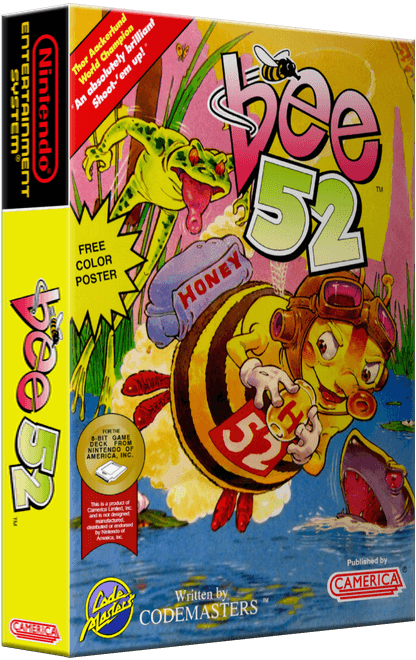 Nintendo
ENTERTAINMENT
SYSTEM®
bee
52
™
CAMERICA
Thor Aackerlund
World Champion
"An absolutely brilliant
Shoot-'em up!"
bee
52
™
FREE
COLOR
POSTER
HONEY
H
52
FOR THE
8-BIT GAME
DECK FROM
NINTENDO OF
AMERICA, INC.
This is a product of
Camerica Limited, Inc.
and is not designed,
manufactured,
distributed or endorsed
by Nintendo of
America, Inc.
Code
Masters
Written by
CODEMASTERS™
Published by
CAMERICA®